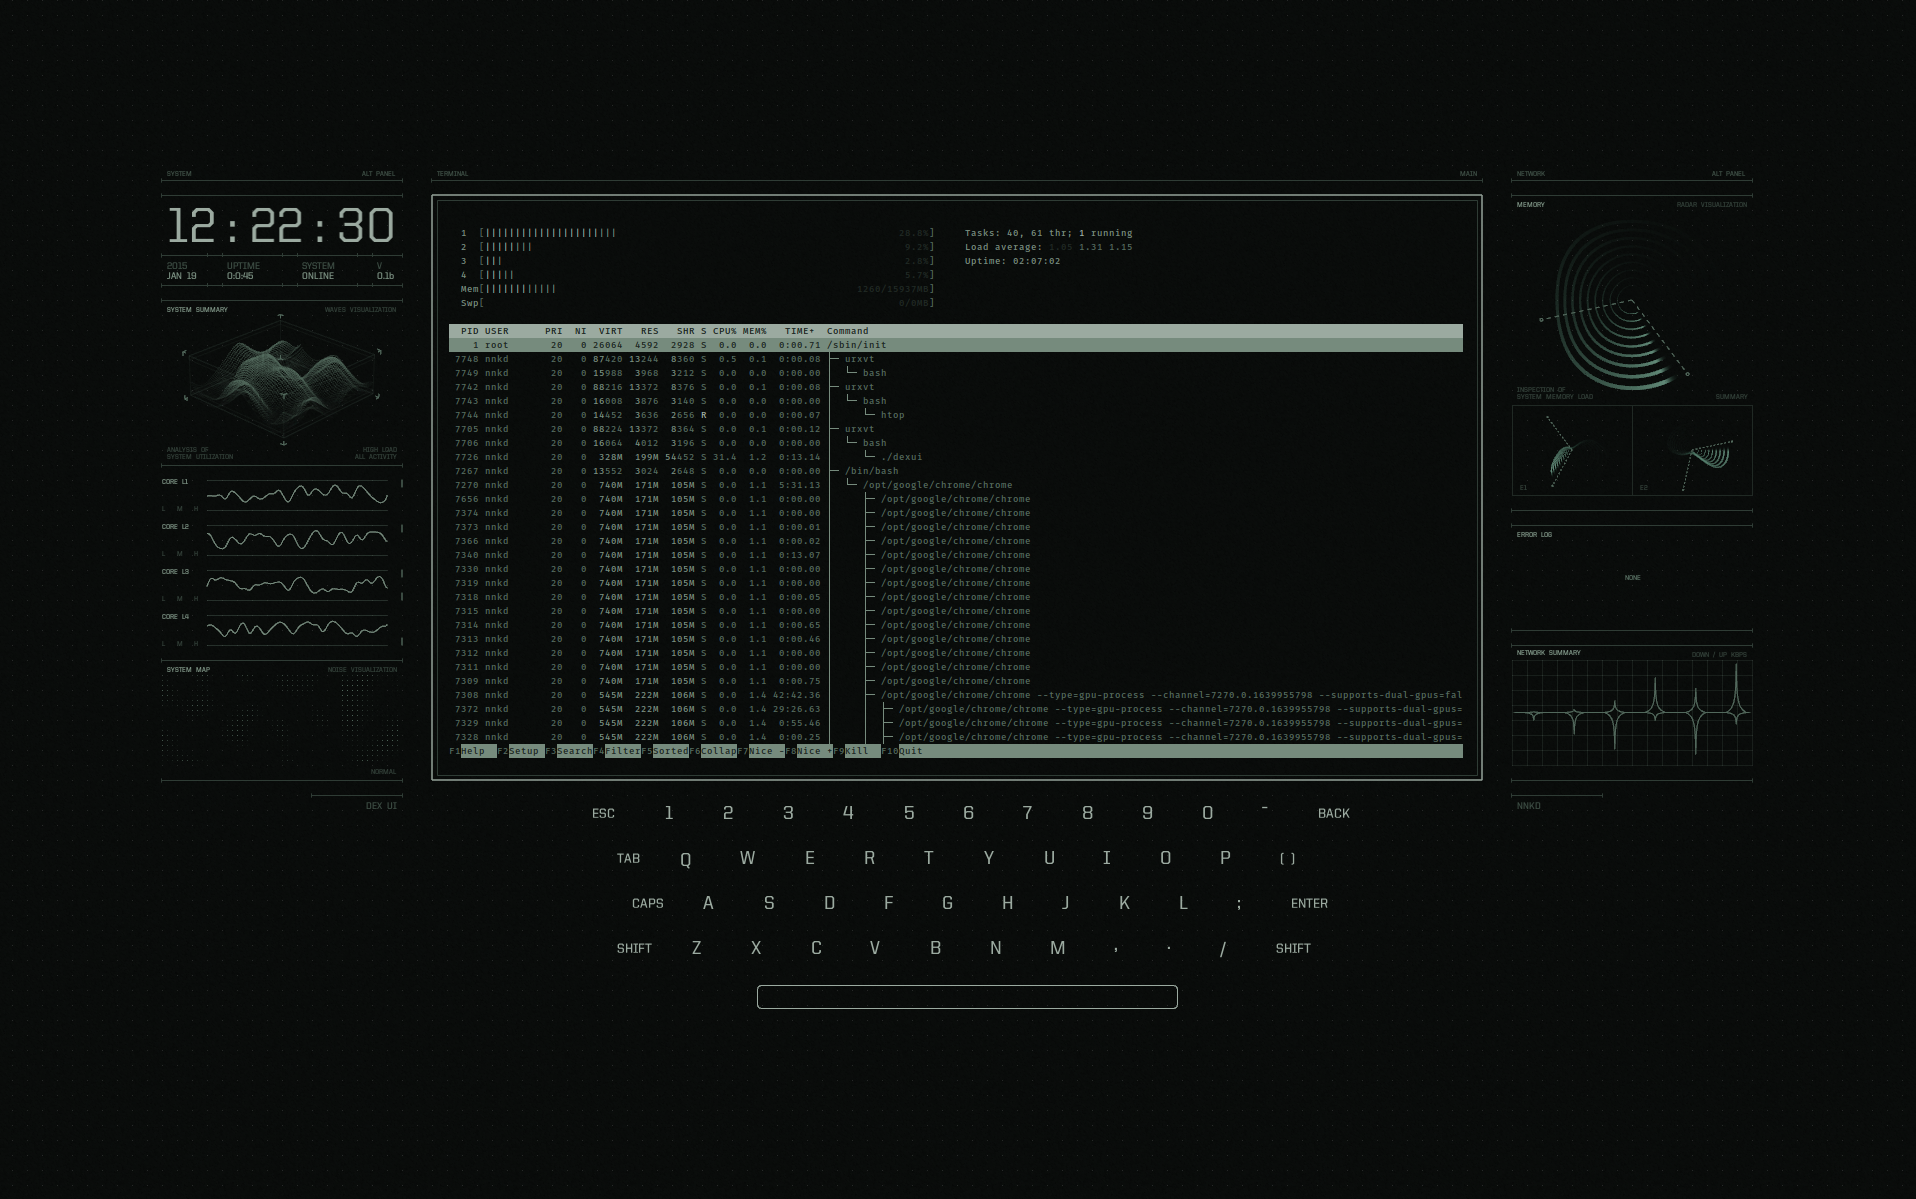 SYSTEM ALT PANEL
12:22:30
2015 UPTIME SYSTEM V
JAN 19 0:0:45 ONLINE 0.1b
SYSTEM SUMMARY WAVES VISUALIZATION
ANALYSIS OF HIGH LOAD
SYSTEM UTILIZATION ALL ACTIVITY
CORE L1
L M H
CORE L2
L M H
CORE L3
L M H
CORE L4
L M H
SYSTEM MAP NOISE VISUALIZATION
NORMAL
DEX UI
TERMINAL MAIN
1 [||||||||||||||||||||||| 28.8%] Tasks: 40, 61 thr; 1 running
2 [|||||||| 9.2%] Load average: 1.05 1.31 1.15
3 [||| 2.0%] Uptime: 02:07:02
4 [||||| 5.7%]
Mem[|||||||||||| 1260/15937MB]
Swp[ 0/0MB]
PID USER PRI NI VIRT RES SHR S CPU% MEM% TIME+ Command
1 root 20 0 26064 4592 2928 S 0.0 0.0 0:00.71 /sbin/init
7748 nnkd 20 0 87420 13244 8360 S 0.5 0.1 0:00.08 ├─ urxvt
7749 nnkd 20 0 15988 3968 3212 S 0.0 0.0 0:00.00 │ └─ bash
7742 nnkd 20 0 88216 13372 8376 S 0.0 0.1 0:00.08 ├─ urxvt
7743 nnkd 20 0 16008 3876 3140 S 0.0 0.0 0:00.00 │ └─ bash
7744 nnkd 20 0 14452 3636 2656 R 0.0 0.0 0:00.07 │ └─ htop
7705 nnkd 20 0 88224 13372 8364 S 0.0 0.1 0:00.12 ├─ urxvt
7706 nnkd 20 0 16064 4012 3196 S 0.0 0.0 0:00.00 │ └─ bash
7726 nnkd 20 0 328M 199M 54452 S 31.4 1.2 0:13.14 │ └─ ./dexui
7267 nnkd 20 0 13552 3024 2648 S 0.0 0.0 0:00.00 ├─ /bin/bash
7270 nnkd 20 0 740M 171M 105M S 0.0 1.1 5:31.13 │ └─ /opt/google/chrome/chrome
7656 nnkd 20 0 740M 171M 105M S 0.0 1.1 0:00.00 │ ├─ /opt/google/chrome/chrome
7374 nnkd 20 0 740M 171M 105M S 0.0 1.1 0:00.00 │ ├─ /opt/google/chrome/chrome
7373 nnkd 20 0 740M 171M 105M S 0.0 1.1 0:00.01 │ ├─ /opt/google/chrome/chrome
7366 nnkd 20 0 740M 171M 105M S 0.0 1.1 0:00.02 │ ├─ /opt/google/chrome/chrome
7340 nnkd 20 0 740M 171M 105M S 0.0 1.1 0:13.07 │ ├─ /opt/google/chrome/chrome
7330 nnkd 20 0 740M 171M 105M S 0.0 1.1 0:00.00 │ ├─ /opt/google/chrome/chrome
7319 nnkd 20 0 740M 171M 105M S 0.0 1.1 0:00.00 │ ├─ /opt/google/chrome/chrome
7318 nnkd 20 0 740M 171M 105M S 0.0 1.1 0:00.05 │ ├─ /opt/google/chrome/chrome
7315 nnkd 20 0 740M 171M 105M S 0.0 1.1 0:00.00 │ ├─ /opt/google/chrome/chrome
7314 nnkd 20 0 740M 171M 105M S 0.0 1.1 0:00.65 │ ├─ /opt/google/chrome/chrome
7313 nnkd 20 0 740M 171M 105M S 0.0 1.1 0:00.46 │ ├─ /opt/google/chrome/chrome
7312 nnkd 20 0 740M 171M 105M S 0.0 1.1 0:00.00 │ ├─ /opt/google/chrome/chrome
7311 nnkd 20 0 740M 171M 105M S 0.0 1.1 0:00.00 │ ├─ /opt/google/chrome/chrome
7309 nnkd 20 0 740M 171M 105M S 0.0 1.1 0:00.75 │ ├─ /opt/google/chrome/chrome
7308 nnkd 20 0 545M 222M 106M S 0.0 1.4 42:42.36 │ ├─ /opt/google/chrome/chrome --type=gpu-process --channel=7270.0.1639955798 --supports-dual-gpus=fal
7372 nnkd 20 0 545M 222M 106M S 0.0 1.4 29:26.63 │ │ ├─ /opt/google/chrome/chrome --type=gpu-process --channel=7270.0.1639955798 --supports-dual-gpus=
7329 nnkd 20 0 545M 222M 106M S 0.0 1.4 0:55.46 │ │ ├─ /opt/google/chrome/chrome --type=gpu-process --channel=7270.0.1639955798 --supports-dual-gpus=
7328 nnkd 20 0 545M 222M 106M S 0.0 1.4 0:00.25 │ │ ├─ /opt/google/chrome/chrome --type=gpu-process --channel=7270.0.1639955798 --supports-dual-gpus=
F1Help F2Setup F3SearchF4FilterF5SortedF6CollapF7Nice -F8Nice +F9Kill F10Quit
NETWORK ALT PANEL
MEMORY RADAR VISUALIZATION
INSPECTION OF
SYSTEM MEMORY LOAD SUMMARY
E1 E2
ERROR LOG
NONE
NETWORK SUMMARY DOWN / UP KBPS
NNKD
ESC 1 2 3 4 5 6 7 8 9 0 - BACK
TAB Q W E R T Y U I O P [ ]
CAPS A S D F G H J K L ; ENTER
SHIFT Z X C V B N M , . / SHIFT